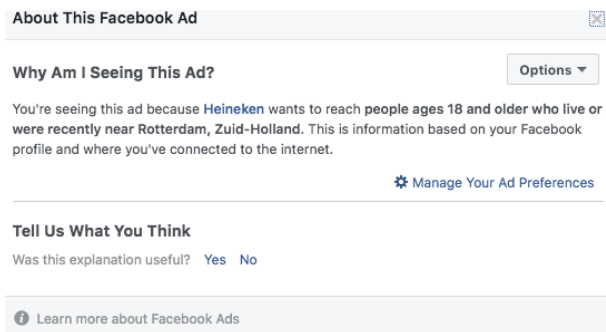 About This Facebook Ad
Why Am I Seeing This Ad?
Options
You're seeing this ad because Heineken wants to reach people ages 18 and older who live or
were recently near Rotterdam, Zuid-Holland. This is information based on your Facebook
profile and where you've connected to the internet.
Manage Your Ad Preferences
Tell Us What You Think
Was this explanation useful? Yes No
Learn more about Facebook Ads